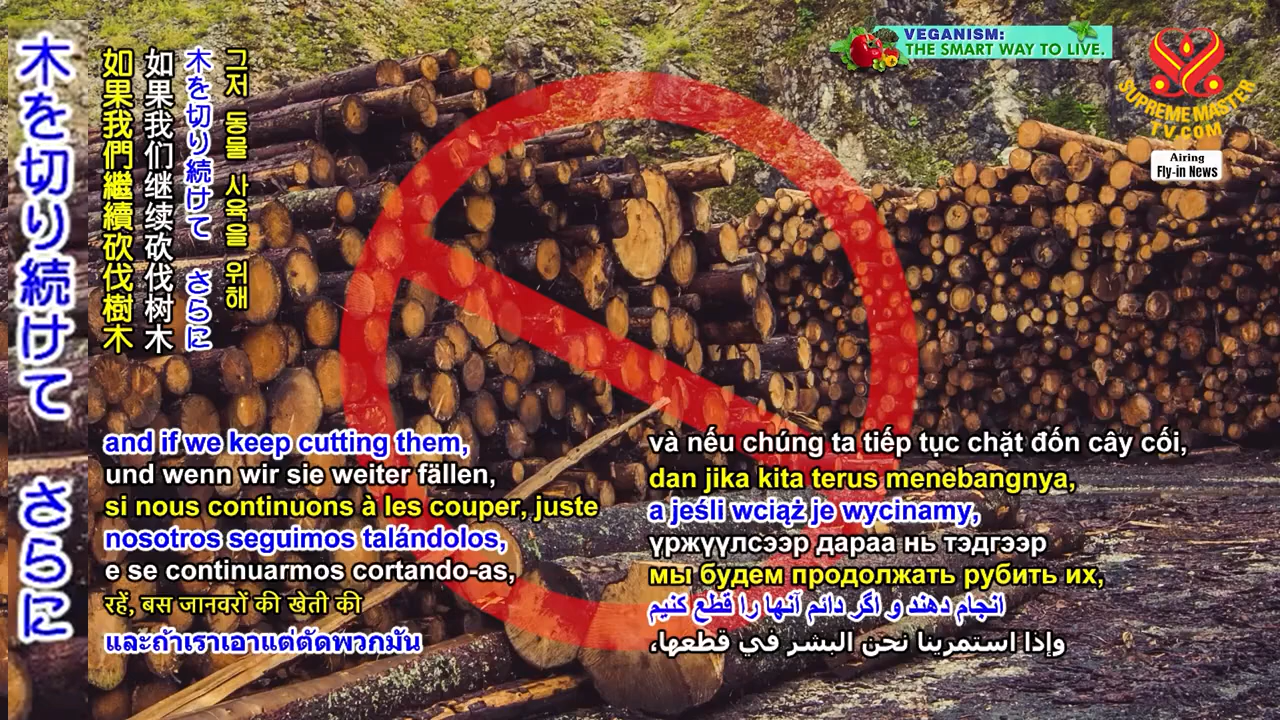 木を切り続けて さらに
如果我們繼續砍伐樹木
如果我们继续砍伐树木
木を切り続けて さらに
그저 동물 사육을 위해
VEGANISM:
THE SMART WAY TO LIVE.
SUPREME MASTER
TV.COM
Airing
Fly-in News
and if we keep cutting them,
und wenn wir sie weiter fällen,
si nous continuons à les couper, juste
nosotros seguimos talándolos,
e se continuarmos cortando-as,
रहें, बस जानवरों की खेती की
และถ้าเราเอาแต่ตัดพวกมัน
và nếu chúng ta tiếp tục chặt đốn cây cối,
dan jika kita terus menebangnya,
a jeśli wciąż je wycinamy,
үржүүлсээр дараа нь тэдгээр
мы будем продолжать рубить их,
انجام دهند و اگر دائم آنها را قطع کنیم
وإذا استمرينا نحن البشر في قطعها،